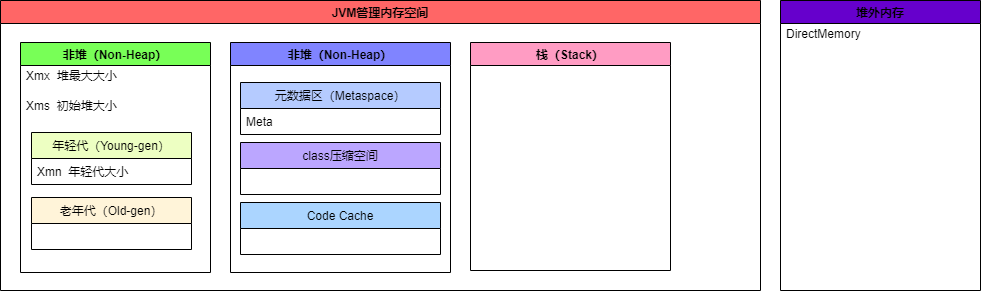 JVM管理内存空间
堆外内存
DirectMemory
非堆（Non-Heap）
Xmx 堆最大大小
Xms 初始堆大小
年轻代（Young-gen）
Xmn 年轻代大小
老年代（Old-gen）
非堆（Non-Heap）
元数据区（Metaspace）
Meta
class压缩空间
Code Cache
栈（Stack）